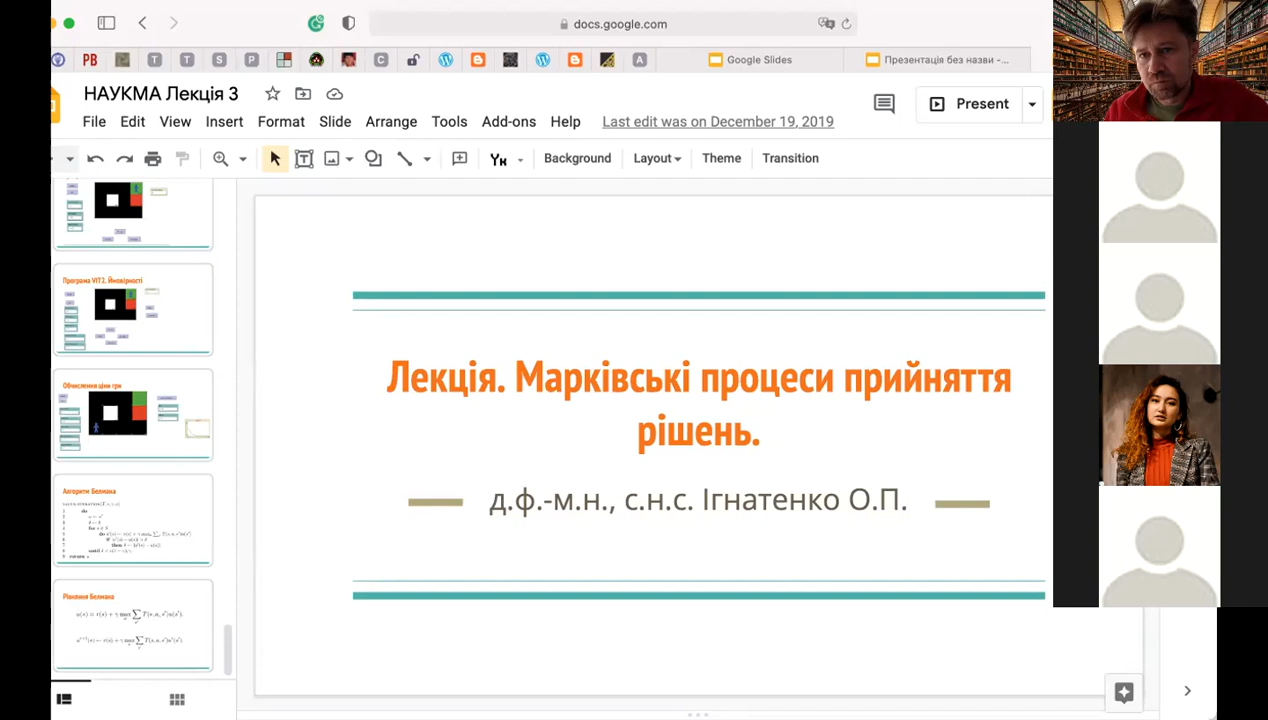 docs.google.com
PB
T
T
S
P
C
A
Google Slides
Презентація без назви -...
НАУКМА Лекція 3
File Edit View Insert Format Slide Arrange Tools Add-ons Help
Last edit was on December 19, 2019
Present
Background Layout Theme Transition
Програма VIT2. Ймовірності
Обчислення ціни гри
Алгоритм Белмана
Рівняння Белмана
Лекція. Марківські процеси прийняття
рішень.
д.ф.-м.н., с.н.с. Ігнатенко О.П.